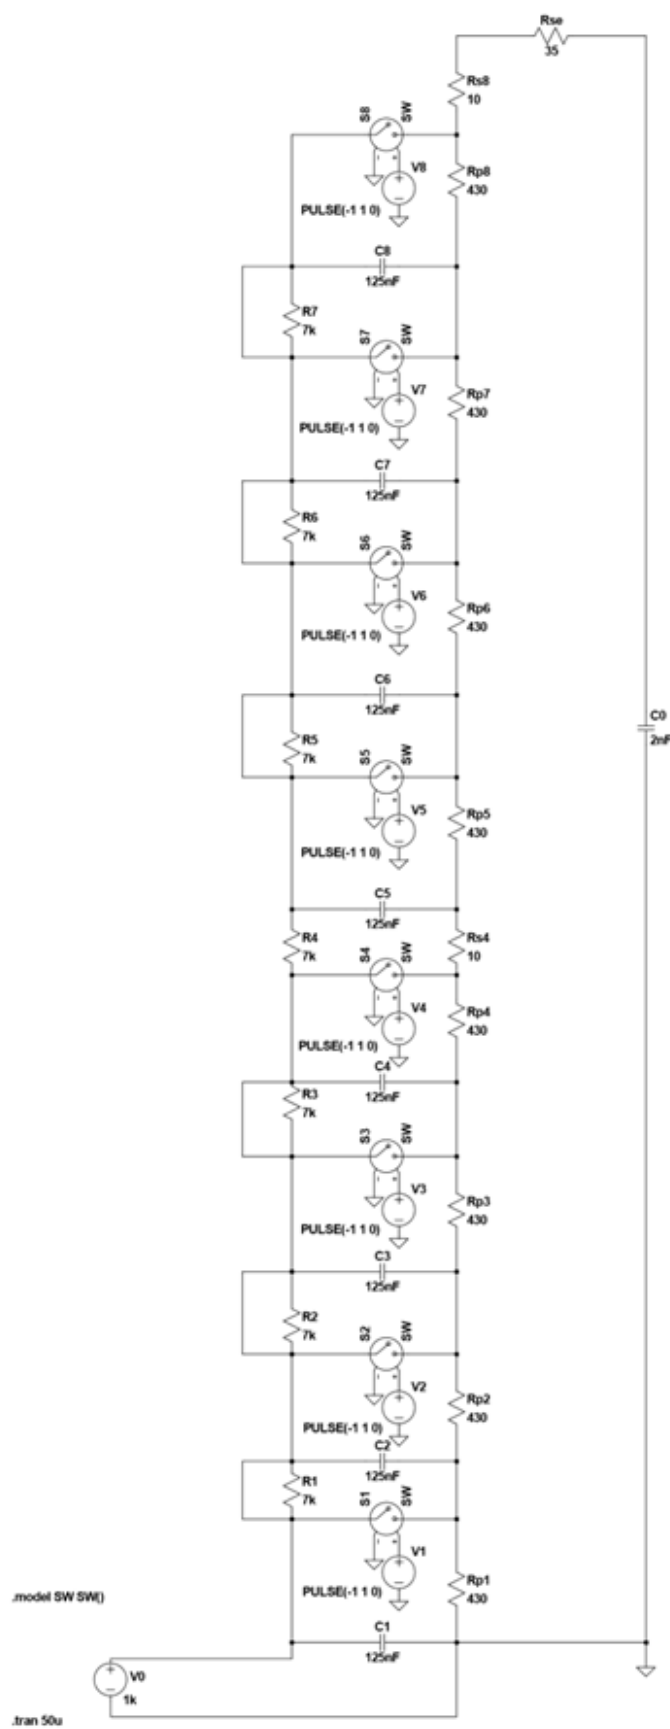 Rse
35
Rs8
10
S8
SW
V8
Rp8
430
PULSE(-1 1 0)
C8
125nF
R7
7k
S7
SW
V7
Rp7
430
PULSE(-1 1 0)
C7
125nF
R6
7k
S6
SW
V6
Rp6
430
PULSE(-1 1 0)
C6
125nF
C0
2nF
R5
7k
S5
SW
V5
Rp5
430
PULSE(-1 1 0)
C5
125nF
R4
7k
Rs4
10
S4
SW
V4
Rp4
430
PULSE(-1 1 0)
C4
125nF
R3
7k
S3
SW
V3
Rp3
430
PULSE(-1 1 0)
C3
125nF
R2
7k
S2
SW
V2
Rp2
430
PULSE(-1 1 0)
C2
125nF
R1
7k
S1
SW
V1
Rp1
430
PULSE(-1 1 0)
.model SW SW()
C1
125nF
V0
1k
.tran 50u